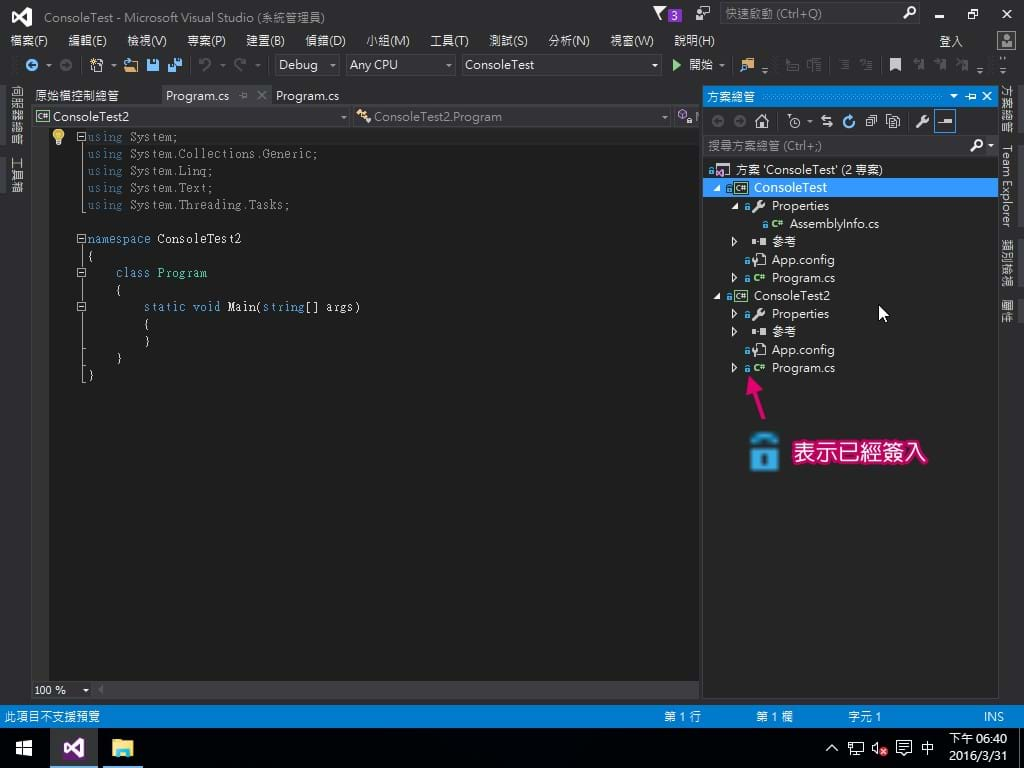 ConsoleTest - Microsoft Visual Studio (系統管理員)
3
快速啟動 (Ctrl+Q)
檔案(F) 編輯(E) 檢視(V) 專案(P) 建置(B) 偵錯(D) 小組(M) 工具(T) 測試(S) 分析(N) 視窗(W) 說明(H)
登入
Debug Any CPU ConsoleTest 開始
伺服器總管
工具箱
原始檔控制總管 Program.cs Program.cs
C# ConsoleTest2 ConsoleTest2.Program
using System;
using System.Collections.Generic;
using System.Linq;
using System.Text;
using System.Threading.Tasks;
namespace ConsoleTest2
{
class Program
{
static void Main(string[] args)
{
}
}
}
100 %
方案總管
搜尋方案總管 (Ctrl+;)
方案 'ConsoleTest' (2 專案)
C# ConsoleTest
Properties
C# AssemblyInfo.cs
參考
App.config
C# Program.cs
C# ConsoleTest2
Properties
參考
App.config
C# Program.cs
表示已經簽入
方案總管
Team Explorer
類別檢視
屬性
此項目不支援預覽 第 1 行 第 1 欄 字元 1 INS
中
下午 06:40
2016/3/31